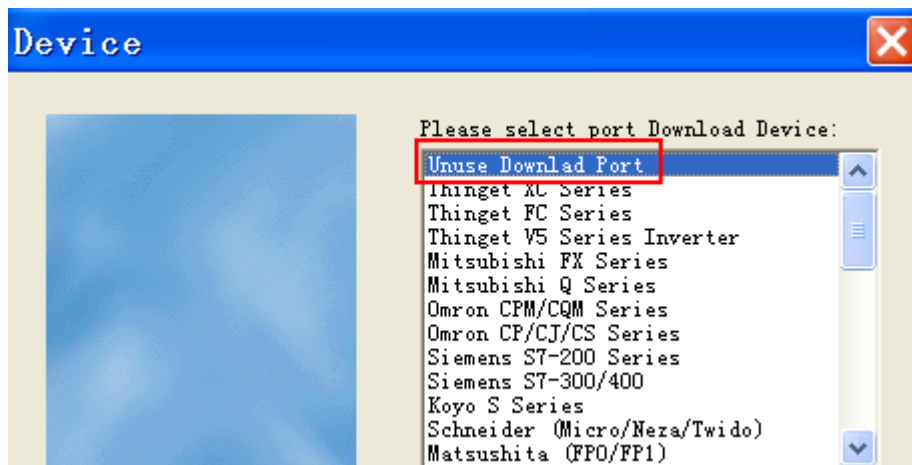 Device
Please select port Download Device:
Unuse Downlad Port
Thinget XC Series
Thinget FC Series
Thinget V5 Series Inverter
Mitsubishi FX Series
Mitsubishi Q Series
Omron CPM/CQM Series
Omron CP/CJ/CS Series
Siemens S7-200 Series
Siemens S7-300/400
Koyo S Series
Schneider (Micro/Neza/Twido)
Matsushita (FP0/FP1)